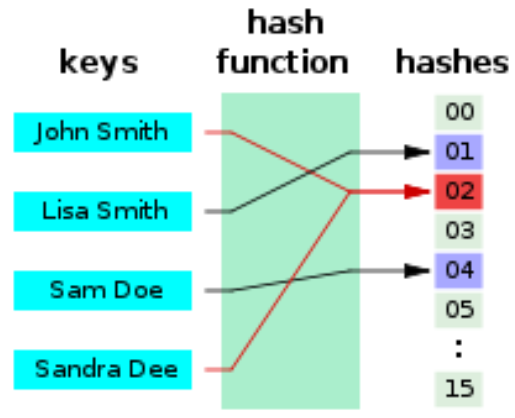 keys
hash
function
hashes
John Smith
Lisa Smith
Sam Doe
Sandra Dee
00
01
02
03
04
05
:
15